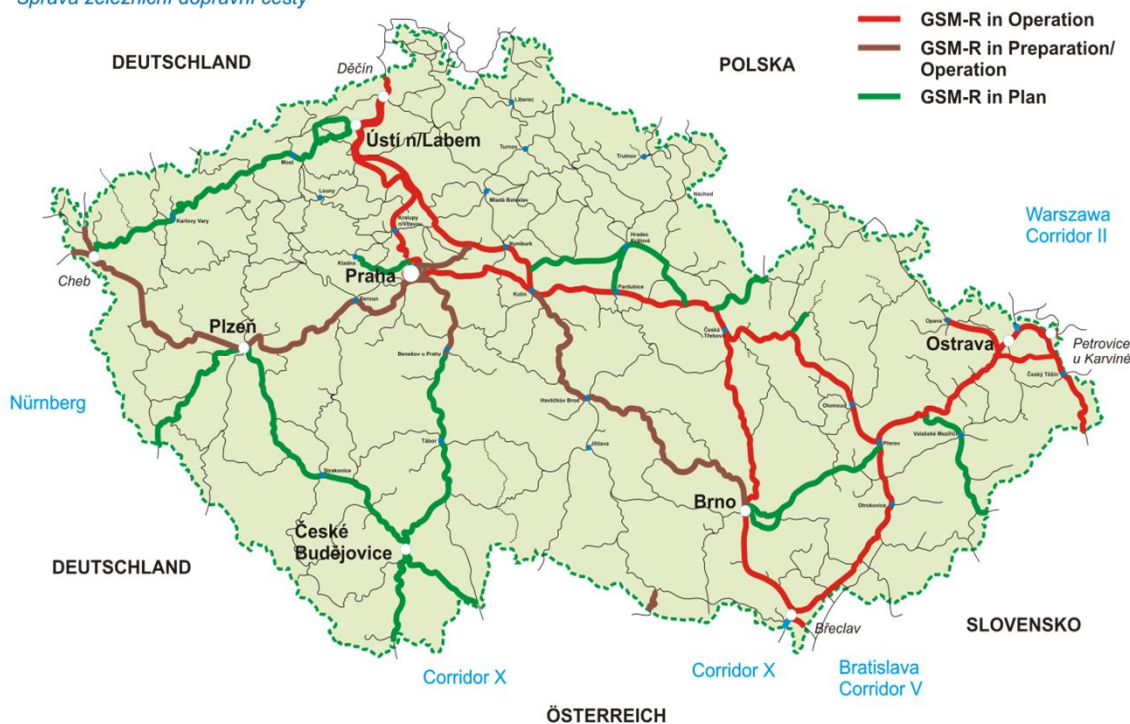 Správa železniční dopravní cesty
GSM-R in Operation
GSM-R in Preparation/
Operation
GSM-R in Plan
DEUTSCHLAND
POLSKA
Děčín
Liberec
Ústí n/Labem
Turnov
Trutnov
Most
Louny
Mladá Boleslav
Náchod
Karlovy Vary
Kralupy
n/Vltavou
Nymburk
Hradec
Králové
Warszawa
Corridor II
Kladno
Praha
Cheb
Beroun
Kolín
Pardubice
Česká
Třebová
Opava
Ostrava
Petrovice
u Karviné
Plzeň
Benešov u Prahy
Český Těšín
Nürnberg
Havlíčkův Brod
Olomouc
Tábor
Jihlava
Přerov
Valašské Meziříčí
Strakonice
Brno
Otrokovice
České
Budějovice
DEUTSCHLAND
SLOVENSKO
Břeclav
Corridor X
Corridor X
Bratislava
Corridor V
ÖSTERREICH